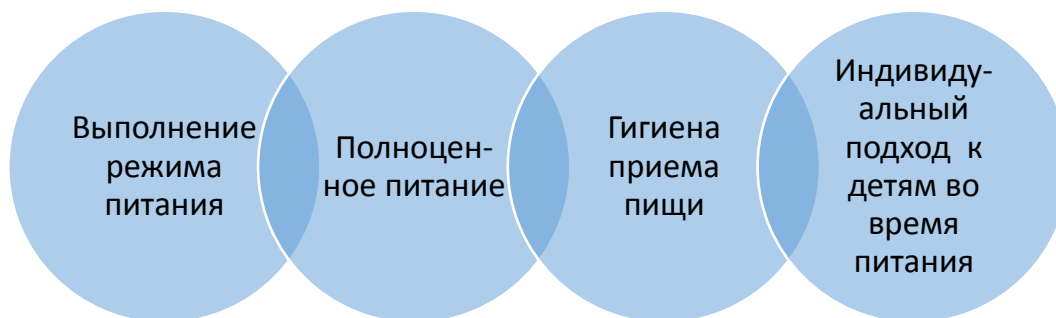 Выполнение
режима
питания
Полноцен-
ное питание
Гигиена
приема
пищи
Индивиду-
альный
подход  к
детям во
время
питания